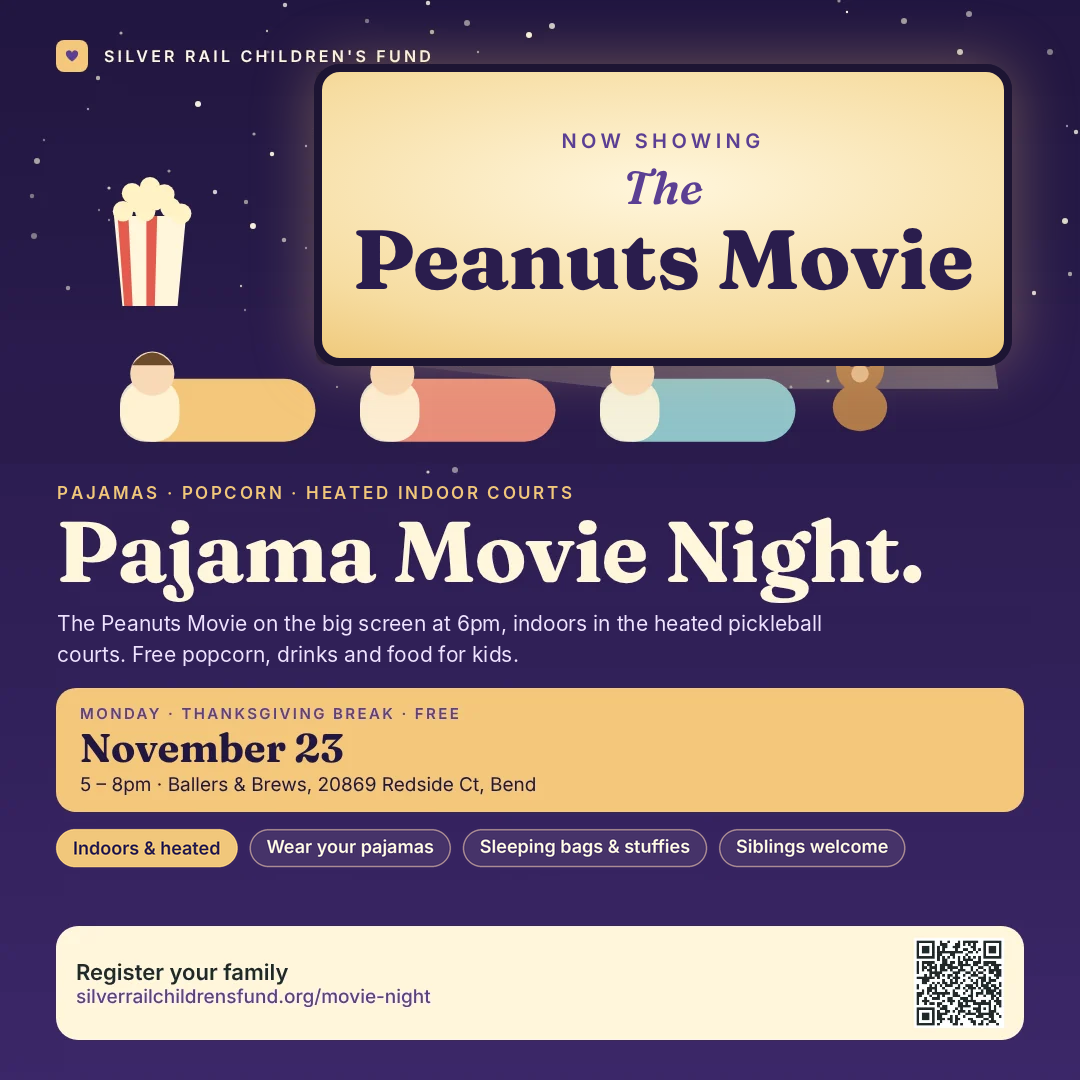 SILVER RAIL CHILDREN'S FUND
NOW SHOWING
The
Peanuts Movie
PAJAMAS · POPCORN · HEATED INDOOR COURTS
Pajama Movie Night.
The Peanuts Movie on the big screen at 6pm, indoors in the heated pickleball
courts. Free popcorn, drinks and food for kids.
MONDAY · THANKSGIVING BREAK · FREE
November 23
5 – 8pm · Ballers & Brews, 20869 Redside Ct, Bend
Indoors & heated
Wear your pajamas
Sleeping bags & stuffies
Siblings welcome
Register your family
silverrailchildrensfund.org/movie-night